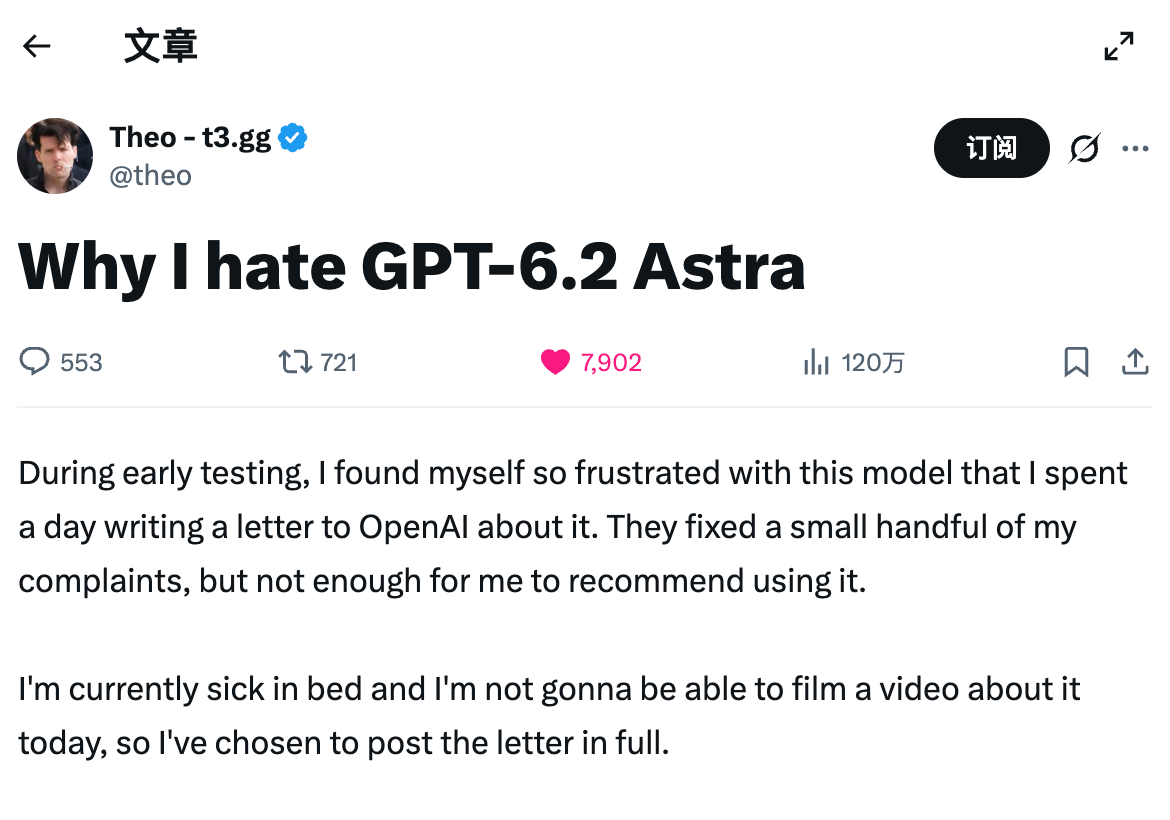 文章
Theo - t3.gg
@theo
订阅
Why I hate GPT-6.2 Astra
553
721
7,902
120万
During early testing, I found myself so frustrated with this model that I spent
a day writing a letter to OpenAI about it. They fixed a small handful of my
complaints, but not enough for me to recommend using it.
I'm currently sick in bed and I'm not gonna be able to film a video about it
today, so I've chosen to post the letter in full.